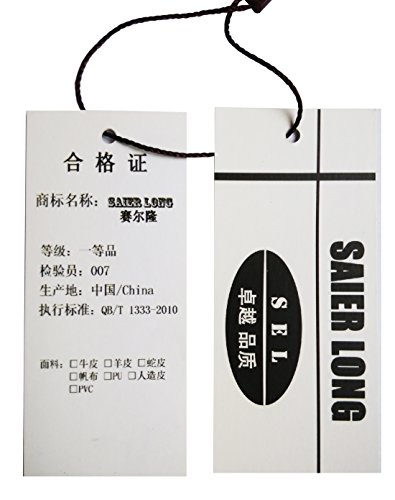 合格证
商标名称：SAIER LONG
赛尔隆
等级：一等品
检验员：007
生产地：中国/China
执行标准：QB/T 1333-2010
面料：□牛皮 □羊皮 □蛇皮
□帆布 □PU □人造皮
□PVC
SAIER LONG
SEL
卓越品质